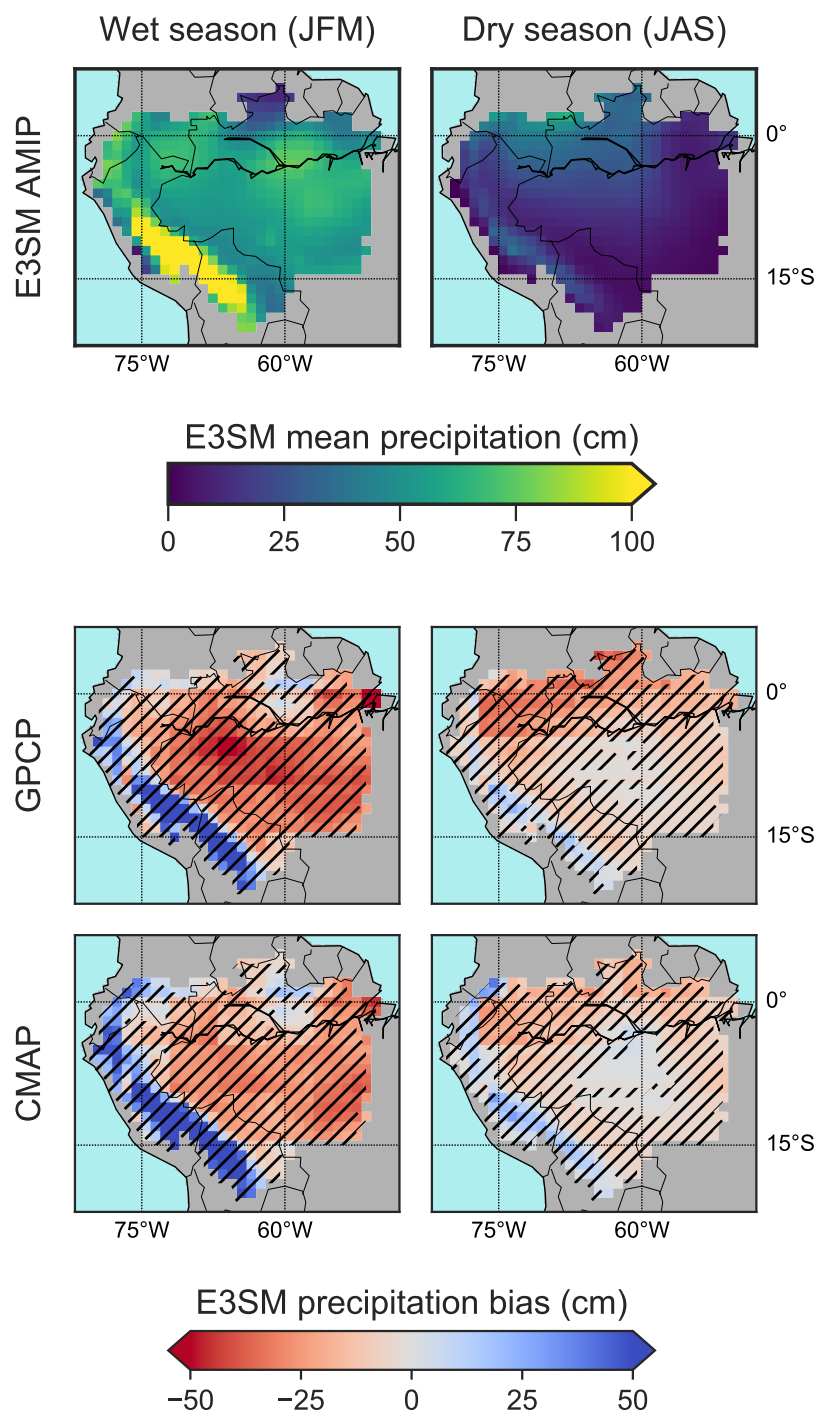 Wet season (JFM)
Dry season (JAS)
E3SM AMIP
0°
15°S
75°W
60°W
75°W
60°W
E3SM mean precipitation (cm)
0
25
50
75
100
GPCP
0°
15°S
CMAP
0°
15°S
75°W
60°W
75°W
60°W
E3SM precipitation bias (cm)
−50
−25
0
25
50